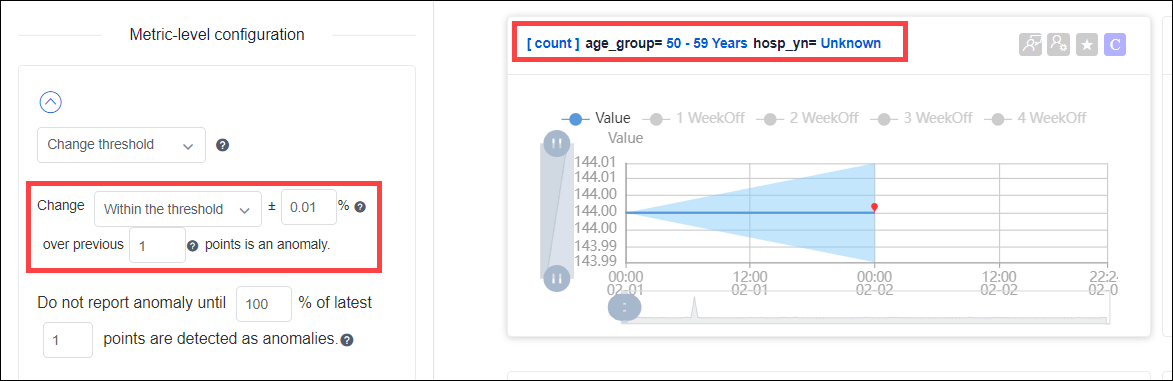 Metric-level configuration
Change threshold
Change Within the threshold ± 0.01 %
over previous 1 points is an anomaly.
Do not report anomaly until 100 % of latest
1 points are detected as anomalies.
[ count ] age_group= 50 - 59 Years hosp_yn= Unknown
C
Value 1 WeekOff 2 WeekOff 3 WeekOff 4 WeekOff
Value
144.01
144.01
144.00
144.00
144.00
143.99
143.99
00:00 12:00 00:00 12:00 22:2
02-01 02-01 02-02 02-02 02-0